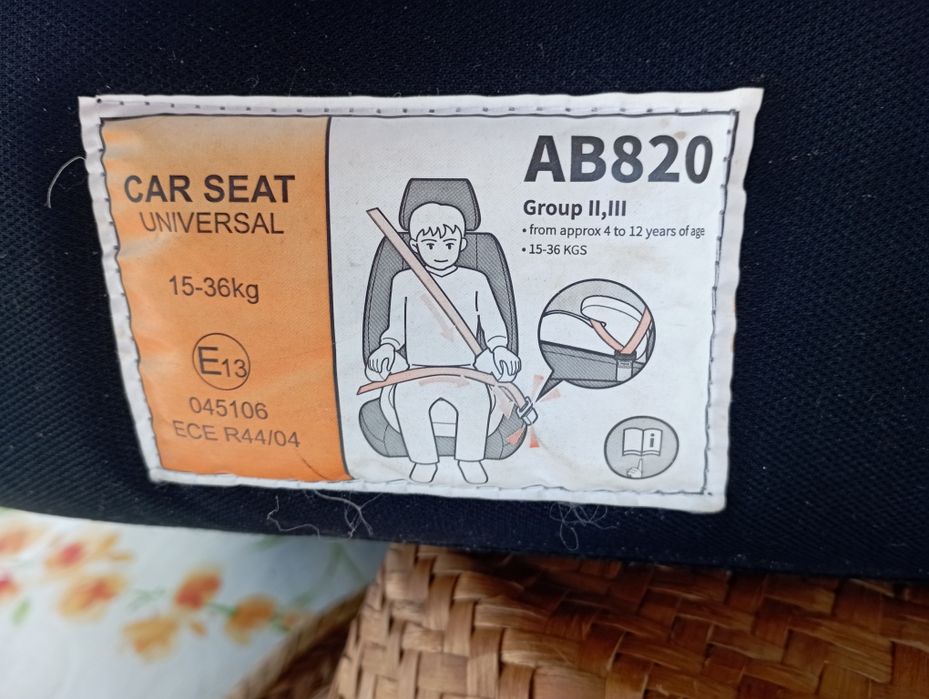 CAR SEAT
UNIVERSAL
15-36kg
E13
045106
ECE R44/04
AB820
Group II,III
• from approx 4 to 12 years of age
• 15-36 KGS
i